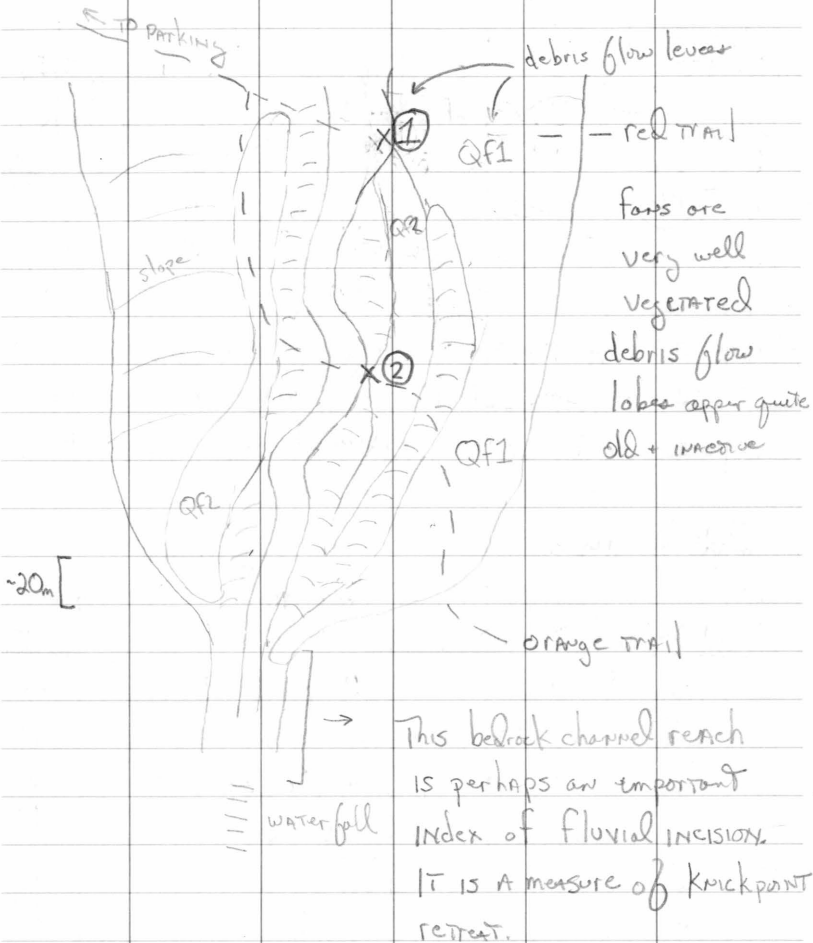 TO PARKING
debris flow levees
1
Qf1
red TRAIL
fans are
very well
vegetated
debris flow
lobes apper quite
old + inactive
Qf2
slope
2
Qf1
Qf2
~20m
orange TRAIL
This bedrock channel reach
is perhaps an important
index of fluvial incision.
It is a measure of knickpoint
retreat.
waterfall